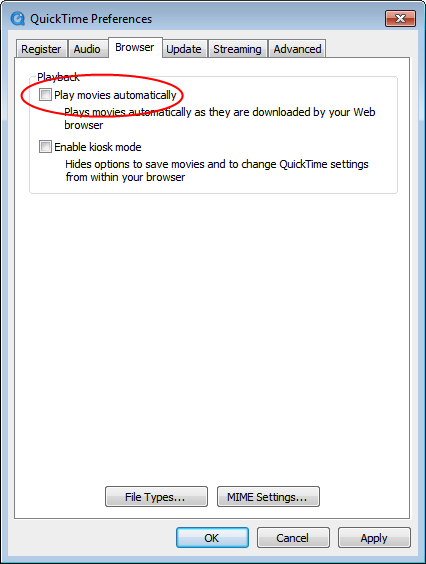 QuickTime Preferences
Register Audio Browser Update Streaming Advanced
Playback
Play movies automatically
Plays movies automatically as they are downloaded by your Web
browser
Enable kiosk mode
Hides options to save movies and to change QuickTime settings
from within your browser
File Types... MIME Settings...
OK Cancel Apply